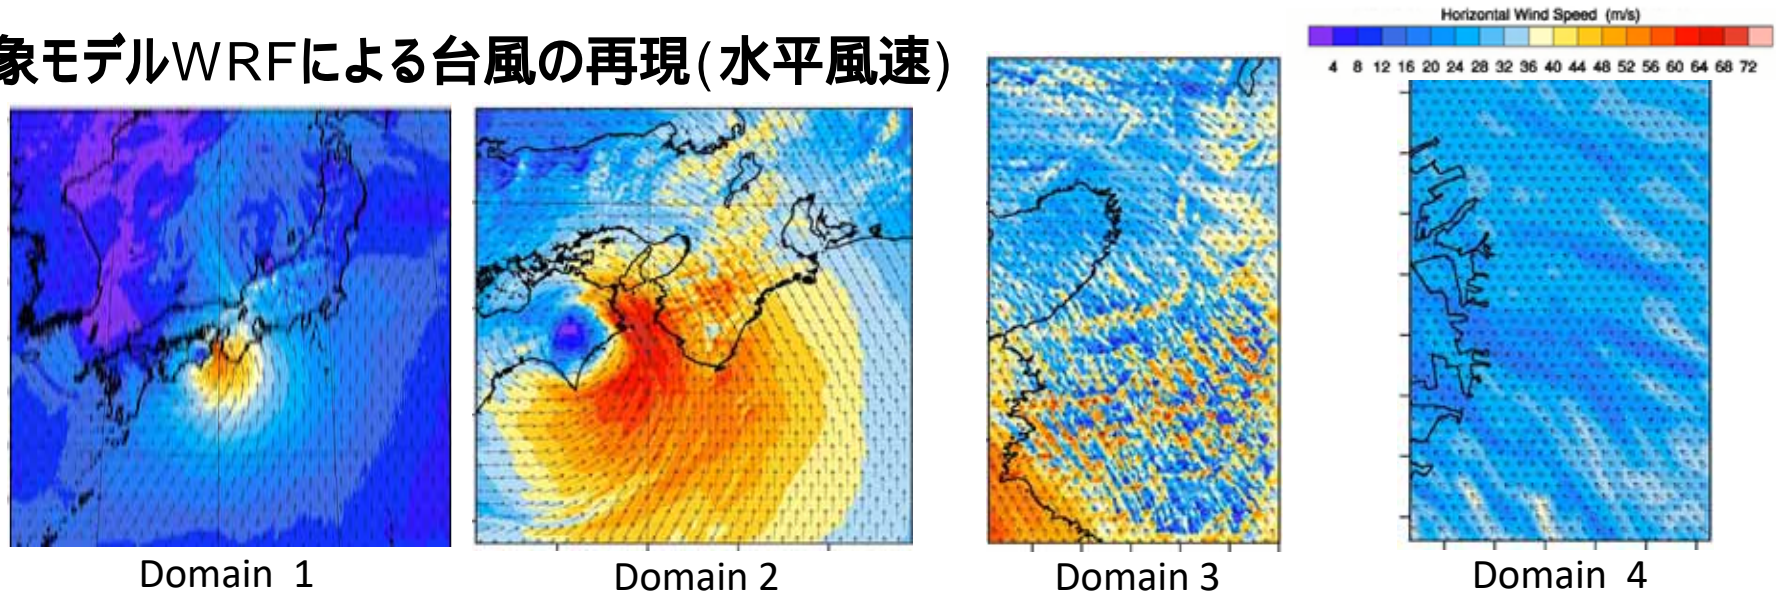 象モデルWRFによる台風の再現(水平風速)
Horizontal Wind Speed (m/s)
4 8 12 16 20 24 28 32 36 40 44 48 52 56 60 64 68 72
Domain 1
Domain 2
Domain 3
Domain 4